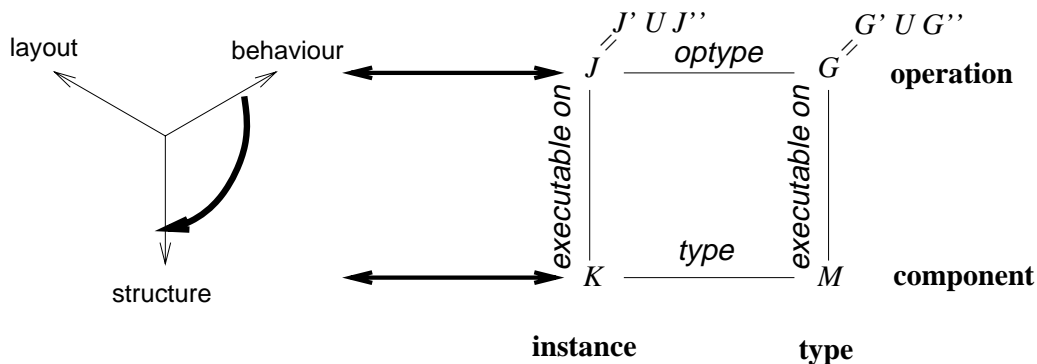 J' U J''
G' U G''
=
=
layout
behaviour
J
optype
G
operation
executable on
executable on
structure
K
type
M
component
instance
type